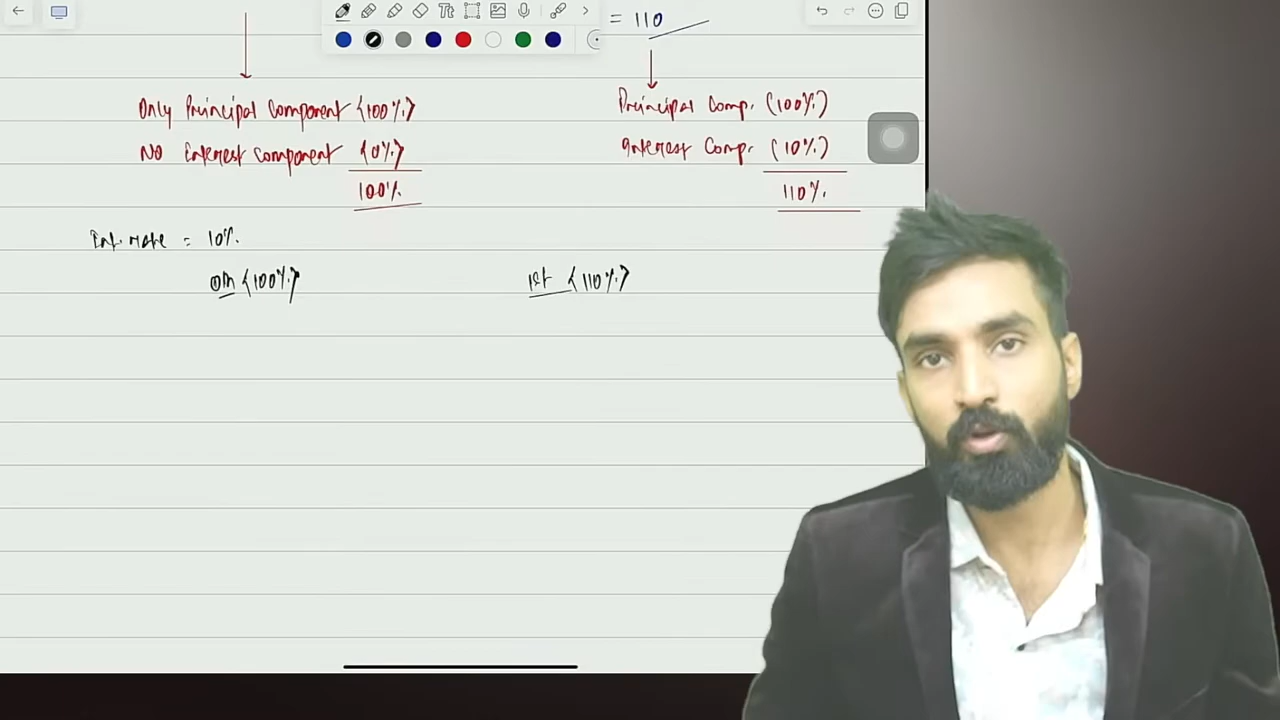 = 110
Only Principal Component (100%)
No Interest component (0%)
100%
Principal Comp. (100%)
Interest Comp. (10%)
110%
Int. rate = 10%
0th (100%)
1st (110%)